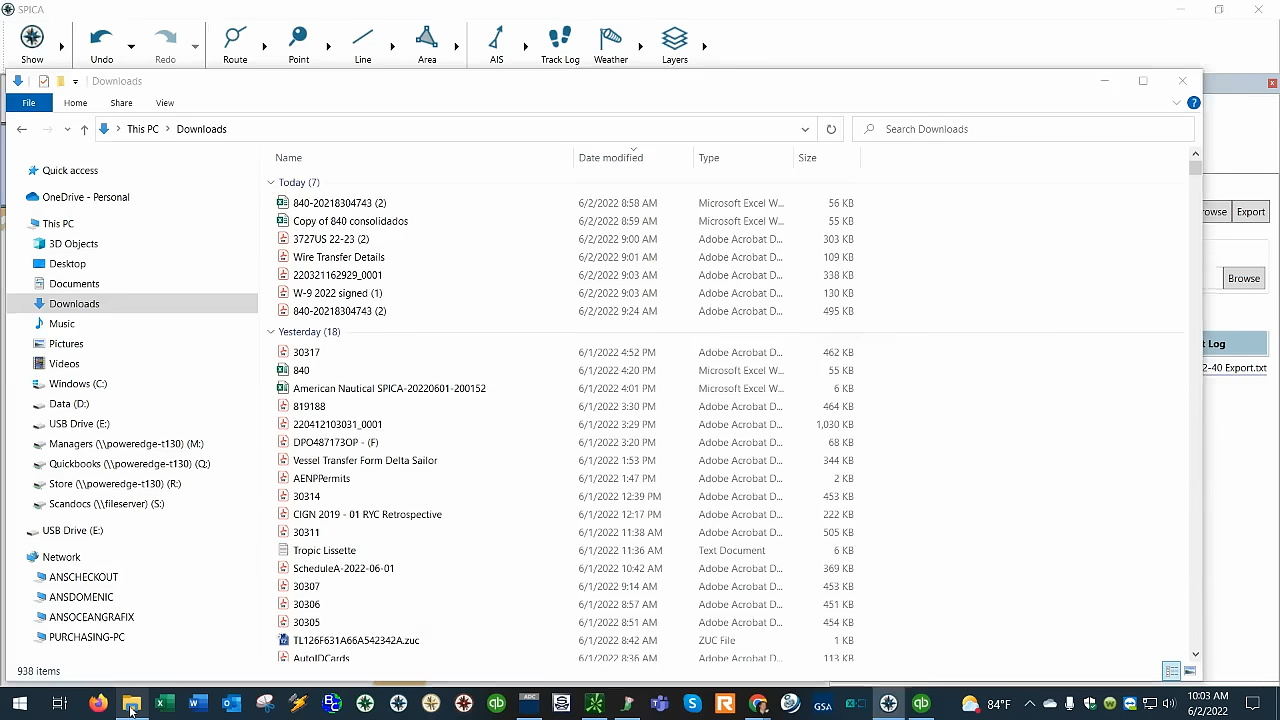 SPICA
Show Undo Redo Route Point Line Area AIS Track Log Weather Layers
Downloads
File Home Share View
This PC Downloads Search Downloads
Name Date modified Type Size
Quick access
OneDrive - Personal
This PC
3D Objects
Desktop
Documents
Downloads
Music
Pictures
Videos
Windows (C:)
Data (D:)
USB Drive (E:)
Managers (\\poweredge-t130) (M:)
Quickbooks (\\poweredge-t130) (Q:)
Store (\\poweredge-t130) (R:)
Scandocs (\\fileserver) (S:)
USB Drive (E:)
Network
ANSCHECKOUT
ANSDOMENIC
ANSOCEANGRAFIX
PURCHASING-PC
Today (7)
840-20218304743 (2) 6/2/2022 8:58 AM Microsoft Excel W... 56 KB
Copy of 840 consolidados 6/2/2022 8:59 AM Microsoft Excel W... 55 KB
3727US 22-23 (2) 6/2/2022 9:00 AM Adobe Acrobat D... 303 KB
Wire Transfer Details 6/2/2022 9:01 AM Adobe Acrobat D... 109 KB
220321162929_0001 6/2/2022 9:03 AM Adobe Acrobat D... 338 KB
W-9 2022 signed (1) 6/2/2022 9:03 AM Adobe Acrobat D... 130 KB
840-20218304743 (2) 6/2/2022 9:24 AM Adobe Acrobat D... 495 KB
Yesterday (18)
30317 6/1/2022 4:52 PM Adobe Acrobat D... 462 KB
840 6/1/2022 4:20 PM Microsoft Excel W... 55 KB
American Nautical SPICA-20220601-200152 6/1/2022 4:01 PM Microsoft Excel W... 6 KB
819188 6/1/2022 3:30 PM Adobe Acrobat D... 464 KB
220412103031_0001 6/1/2022 3:29 PM Adobe Acrobat D... 1,030 KB
DPO487173OP - (F) 6/1/2022 3:20 PM Adobe Acrobat D... 68 KB
Vessel Transfer Form Delta Sailor 6/1/2022 1:53 PM Adobe Acrobat D... 344 KB
AENPPermits 6/1/2022 1:47 PM Adobe Acrobat D... 2 KB
30314 6/1/2022 12:39 PM Adobe Acrobat D... 453 KB
CIGN 2019 - 01 RYC Retrospective 6/1/2022 12:17 PM Adobe Acrobat D... 222 KB
30311 6/1/2022 11:38 AM Adobe Acrobat D... 505 KB
Tropic Lissette 6/1/2022 11:36 AM Text Document 6 KB
ScheduleA-2022-06-01 6/1/2022 10:42 AM Adobe Acrobat D... 369 KB
30307 6/1/2022 9:14 AM Adobe Acrobat D... 453 KB
30306 6/1/2022 8:57 AM Adobe Acrobat D... 451 KB
30305 6/1/2022 8:51 AM Adobe Acrobat D... 454 KB
TL126F631A66A542342A.zuc 6/1/2022 8:42 AM ZUC File 1 KB
AutoIDCards 6/1/2022 8:36 AM Adobe Acrobat D... 113 KB
938 items
owse Export
Browse
t Log
2-40 Export.txt
ADC
GSA
84°F
10:03 AM
6/2/2022